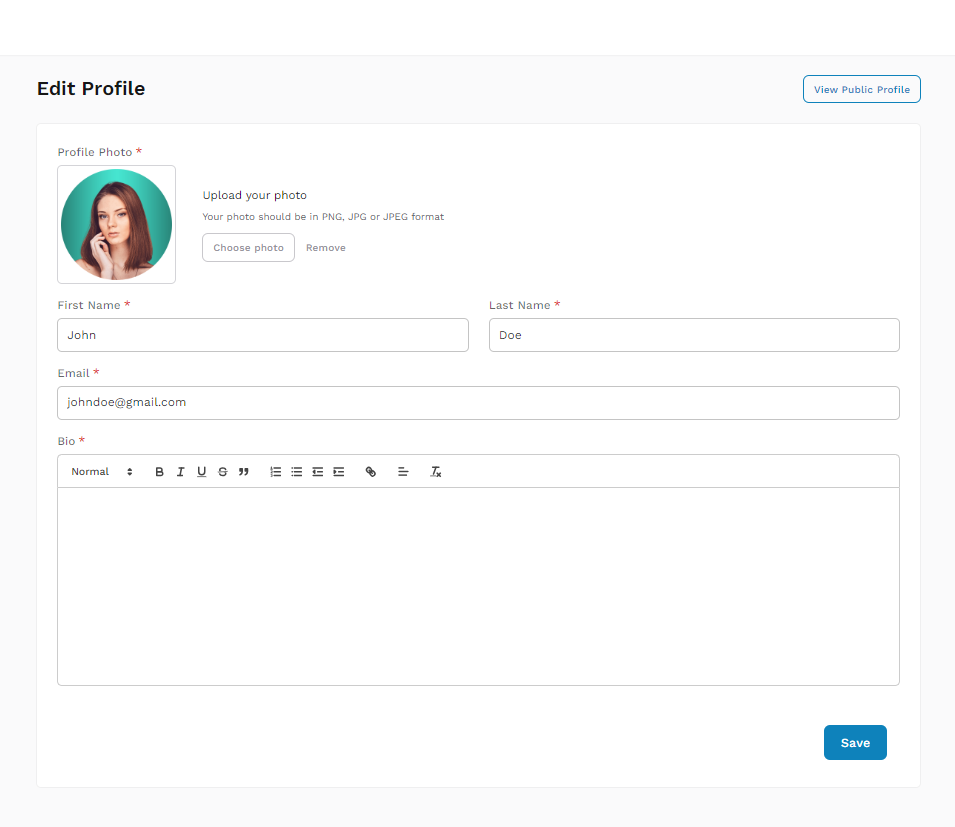 Edit Profile
View Public Profile
Profile Photo *
Upload your photo
Your photo should be in PNG, JPG or JPEG format
Choose photo
Remove
First Name *
Last Name *
John
Doe
Email *
johndoe@gmail.com
Bio *
Normal
Save